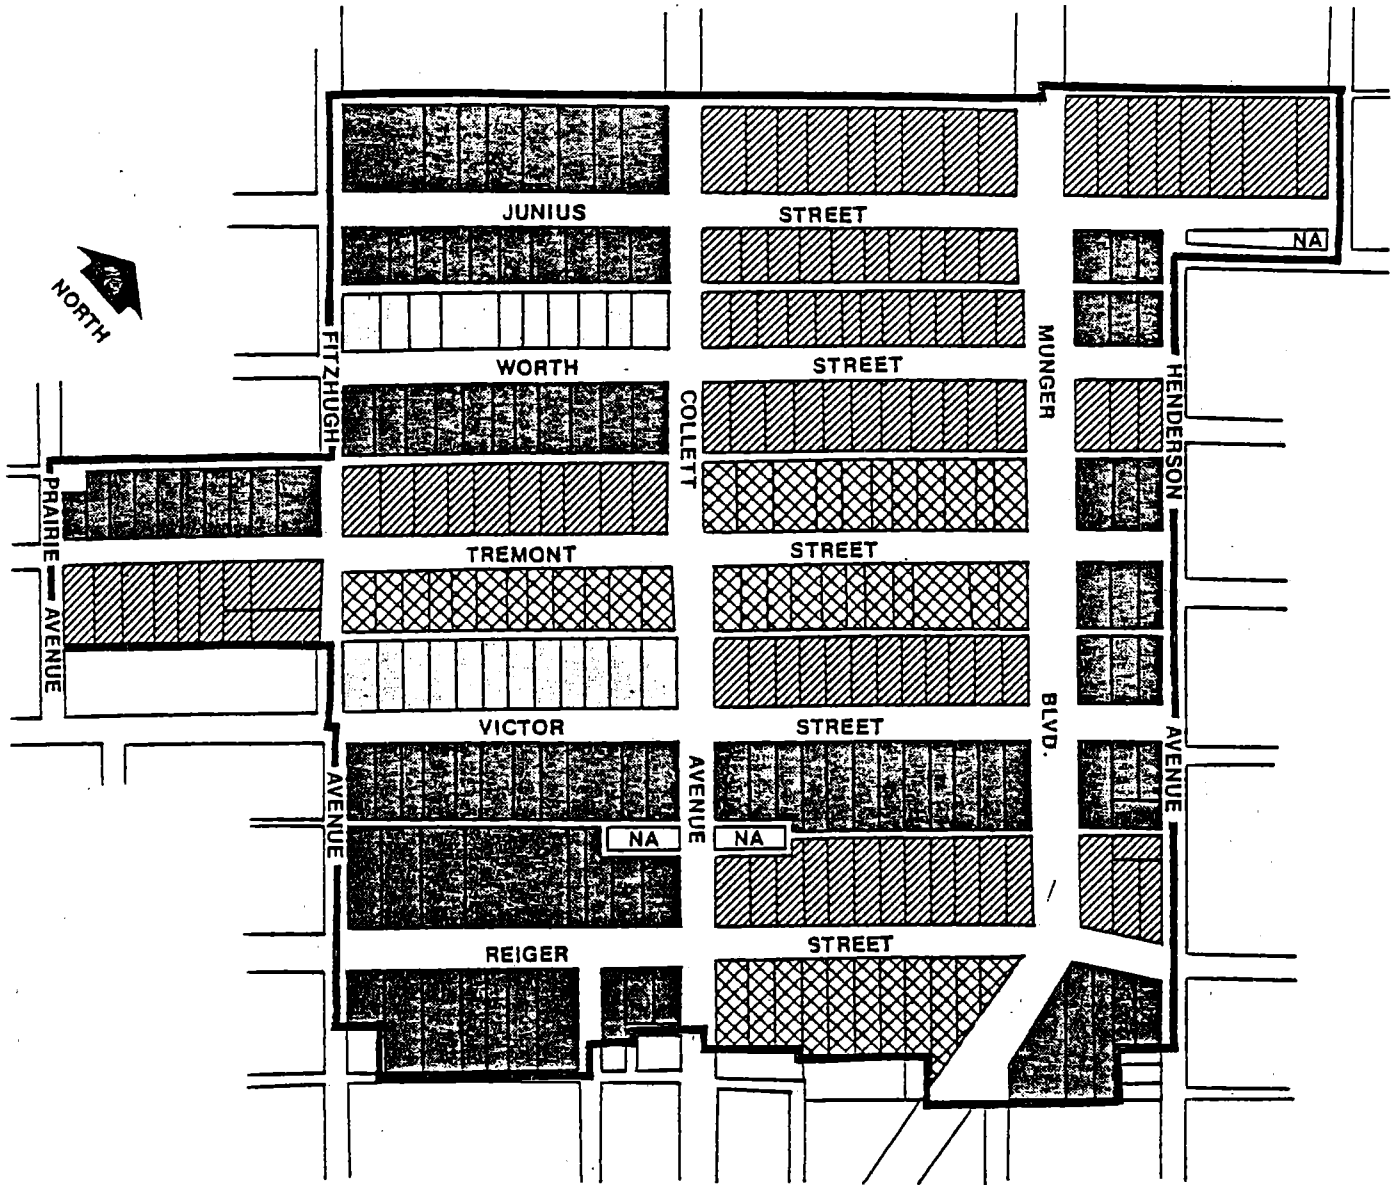 JUNIUS STREET
NA
NORTH
FITZHUGH
MUNGER
WORTH STREET
HENDERSON
COLLETT
PRAIRIE
TREMONT STREET
AVENUE
BLVD.
VICTOR STREET
AVENUE
AVENUE
AVENUE
NA
NA
REIGER STREET